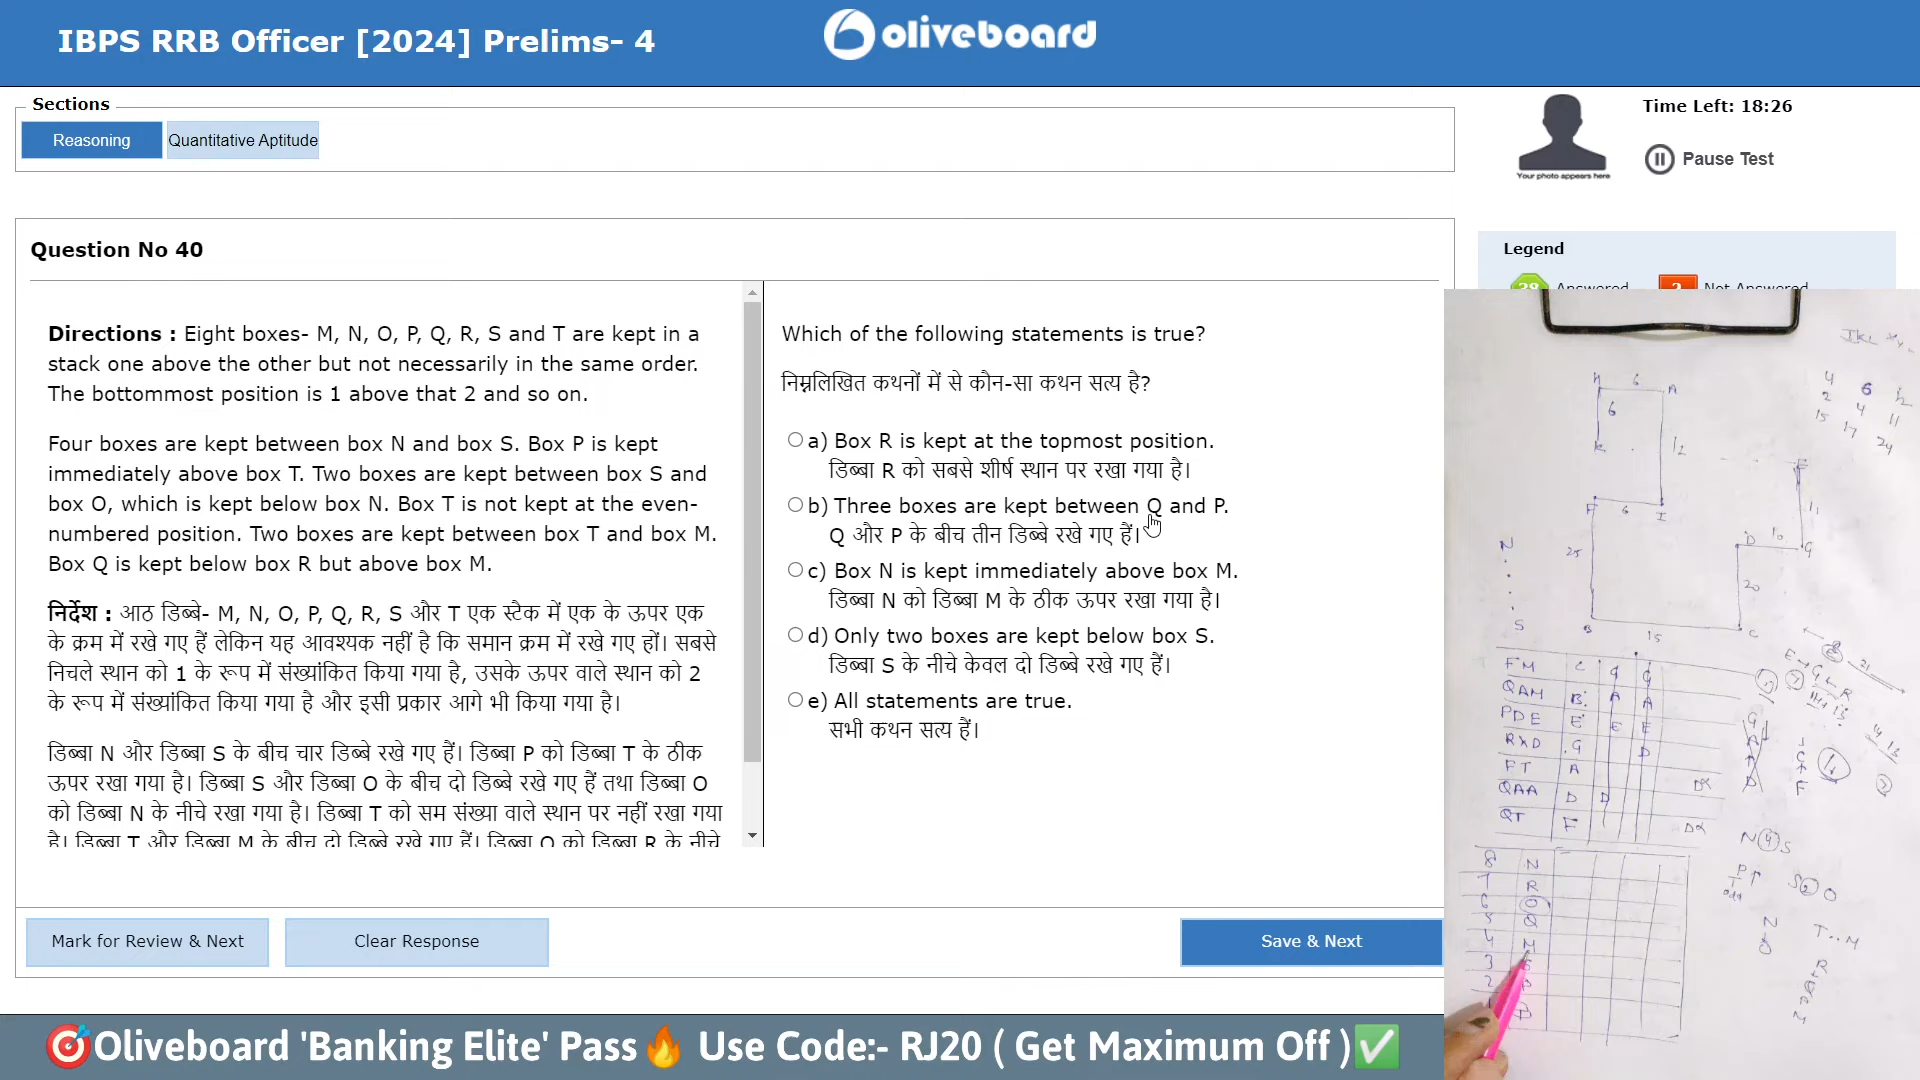 IBPS RRB Officer [2024] Prelims- 4
oliveboard
Sections
Reasoning
Quantitative Aptitude
Your photo appears here
Time Left: 18:26
Pause Test
Question No 40
Legend
Directions : Eight boxes- M, N, O, P, Q, R, S and T are kept in a
stack one above the other but not necessarily in the same order.
The bottommost position is 1 above that 2 and so on.
Four boxes are kept between box N and box S. Box P is kept
immediately above box T. Two boxes are kept between box S and
box O, which is kept below box N. Box T is not kept at the even-
numbered position. Two boxes are kept between box T and box M.
Box Q is kept below box R but above box M.
निर्देश : आठ डिब्बे- M, N, O, P, Q, R, S और T एक स्टैक में एक के ऊपर एक
के क्रम में रखे गए हैं लेकिन यह आवश्यक नहीं है कि समान क्रम में रखे गए हों। सबसे
निचले स्थान को 1 के रूप में संख्यांकित किया गया है, उसके ऊपर वाले स्थान को 2
के रूप में संख्यांकित किया गया है और इसी प्रकार आगे भी किया गया है।
डिब्बा N और डिब्बा S के बीच चार डिब्बे रखे गए हैं। डिब्बा P को डिब्बा T के ठीक
ऊपर रखा गया है। डिब्बा S और डिब्बा O के बीच दो डिब्बे रखे गए हैं तथा डिब्बा O
को डिब्बा N के नीचे रखा गया है। डिब्बा T को सम संख्या वाले स्थान पर नहीं रखा गया
है। डिब्बा T और डिब्बा M के बीच दो डिब्बे रखे गए हैं। डिब्बा Q को डिब्बा R के नीचे
Which of the following statements is true?
निम्नलिखित कथनों में से कौन-सा कथन सत्य है?
a) Box R is kept at the topmost position.
डिब्बा R को सबसे शीर्ष स्थान पर रखा गया है।
b) Three boxes are kept between Q and P.
Q और P के बीच तीन डिब्बे रखे गए हैं।
c) Box N is kept immediately above box M.
डिब्बा N को डिब्बा M के ठीक ऊपर रखा गया है।
d) Only two boxes are kept below box S.
डिब्बा S के नीचे केवल दो डिब्बे रखे गए हैं।
e) All statements are true.
सभी कथन सत्य हैं।
Mark for Review & Next
Clear Response
Save & Next
Oliveboard 'Banking Elite' Pass Use Code:- RJ20 ( Get Maximum Off )